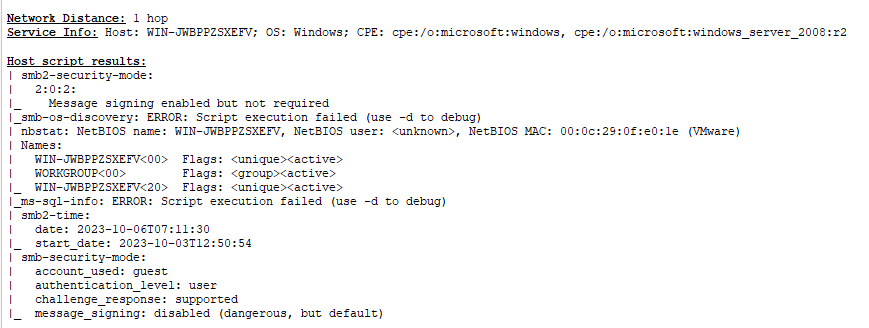 Network Distance: 1 hop
Service Info: Host: WIN-JWBPPZSXEFV; OS: Windows; CPE: cpe:/o:microsoft:windows, cpe:/o:microsoft:windows_server_2008:r2
Host script results:
| smb2-security-mode:
|   2:0:2:
|_    Message signing enabled but not required
|_smb-os-discovery: ERROR: Script execution failed (use -d to debug)
| nbstat: NetBIOS name: WIN-JWBPPZSXEFV, NetBIOS user: <unknown>, NetBIOS MAC: 00:0c:29:0f:e0:1e (VMware)
| Names:
|   WIN-JWBPPZSXEFV<00>  Flags: <unique><active>
|   WORKGROUP<00>        Flags: <group><active>
|_  WIN-JWBPPZSXEFV<20>  Flags: <unique><active>
|_ms-sql-info: ERROR: Script execution failed (use -d to debug)
| smb2-time:
|   date: 2023-10-06T07:11:30
|_  start_date: 2023-10-03T12:50:54
| smb-security-mode:
|   account_used: guest
|   authentication_level: user
|   challenge_response: supported
|_  message_signing: disabled (dangerous, but default)